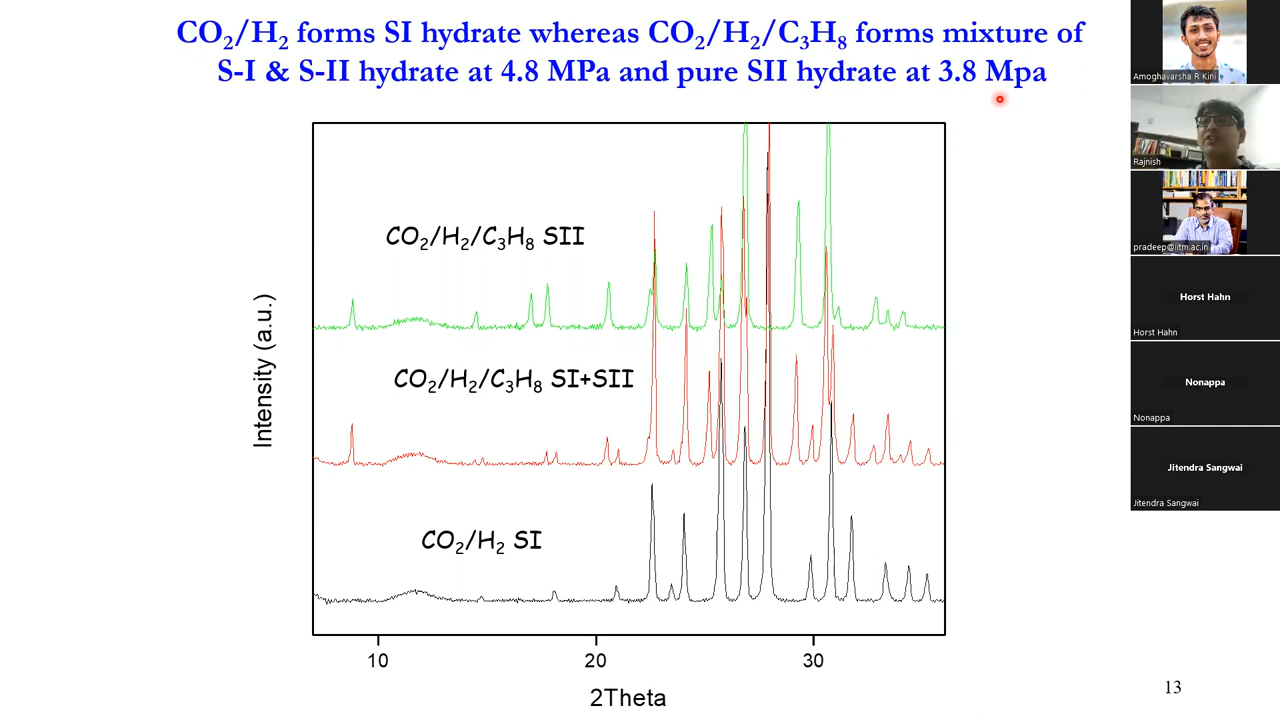 CO₂/H₂ forms SI hydrate whereas CO₂/H₂/C₃H₈ forms mixture of
S-I & S-II hydrate at 4.8 MPa and pure SII hydrate at 3.8 Mpa
CO₂/H₂/C₃H₈ SII
CO₂/H₂/C₃H₈ SI+SII
CO₂/H₂ SI
Intensity (a.u.)
10
20
30
2Theta
13
Amoghavarsha R Kini
Rajnish
pradeep@iitm.ac.in
Horst Hahn
Horst Hahn
Nonappa
Nonappa
Jitendra Sangwai
Jitendra Sangwai